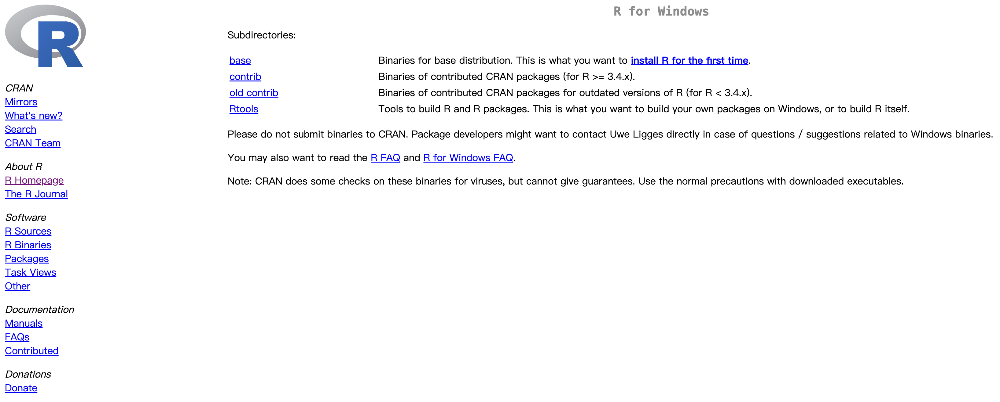 R
R for Windows
Subdirectories:
base Binaries for base distribution. This is what you want to install R for the first time.
contrib Binaries of contributed CRAN packages (for R >= 3.4.x).
old contrib Binaries of contributed CRAN packages for outdated versions of R (for R < 3.4.x).
Rtools Tools to build R and R packages. This is what you want to build your own packages on Windows, or to build R itself.
Please do not submit binaries to CRAN. Package developers might want to contact Uwe Ligges directly in case of questions / suggestions related to Windows binaries.
You may also want to read the R FAQ and R for Windows FAQ.
Note: CRAN does some checks on these binaries for viruses, but cannot give guarantees. Use the normal precautions with downloaded executables.
CRAN
Mirrors
What's new?
Search
CRAN Team
About R
R Homepage
The R Journal
Software
R Sources
R Binaries
Packages
Task Views
Other
Documentation
Manuals
FAQs
Contributed
Donations
Donate